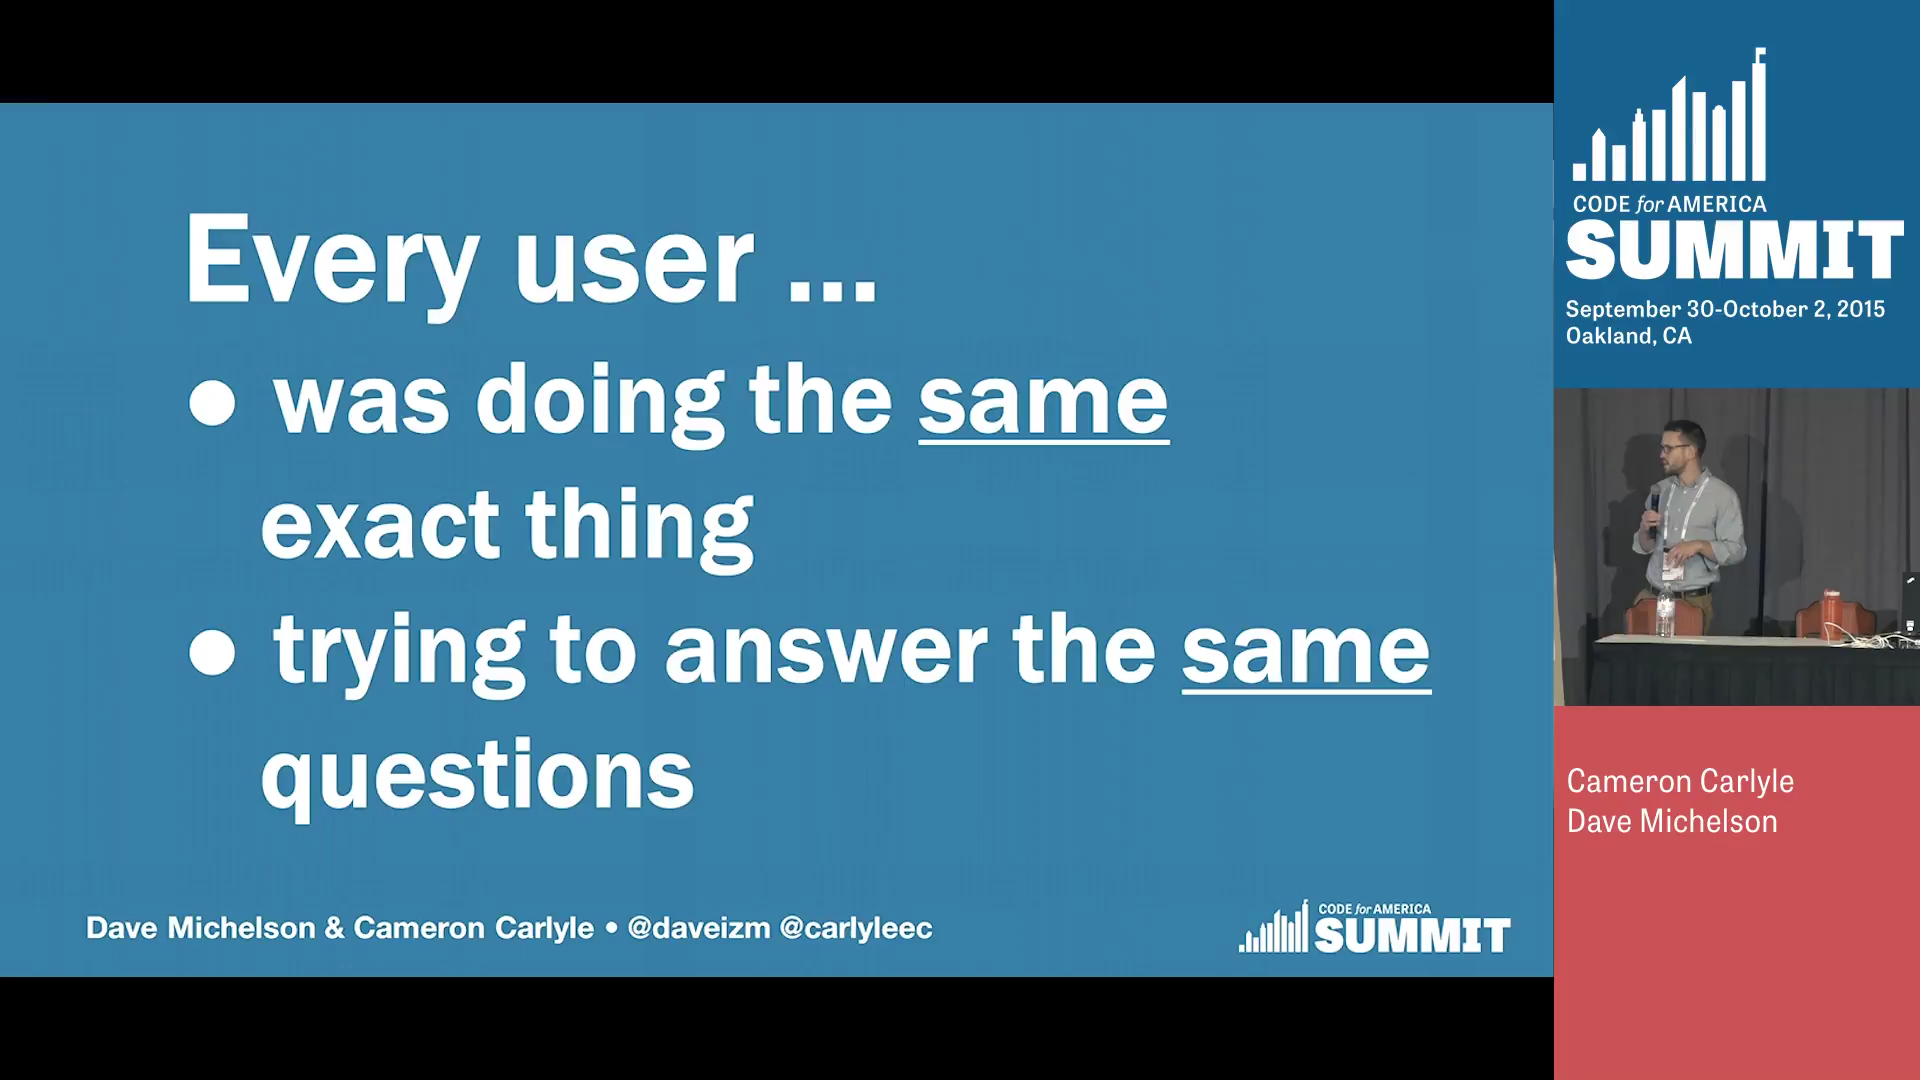 Every user ...
● was doing the same
exact thing
● trying to answer the same
questions
Dave Michelson & Cameron Carlyle • @daveizm @carlyleec
CODE for AMERICA
SUMMIT
CODE for AMERICA
SUMMIT
September 30-October 2, 2015
Oakland, CA
Cameron Carlyle
Dave Michelson